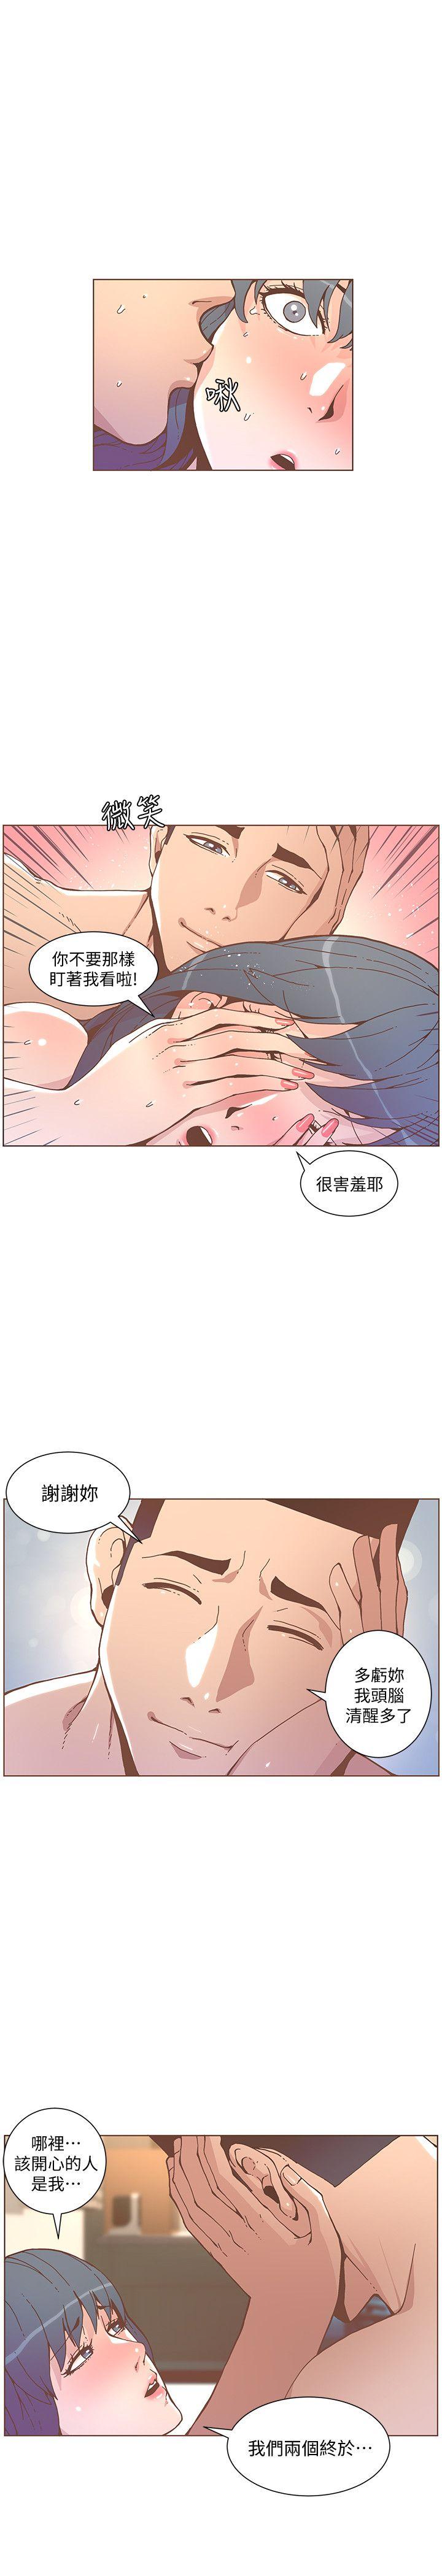 啾
微笑
你不要那樣
盯著我看啦!
很害羞耶
謝謝妳
多虧妳
我頭腦
清醒多了
哪裡…
該開心的人
是我…
我們兩個終於…